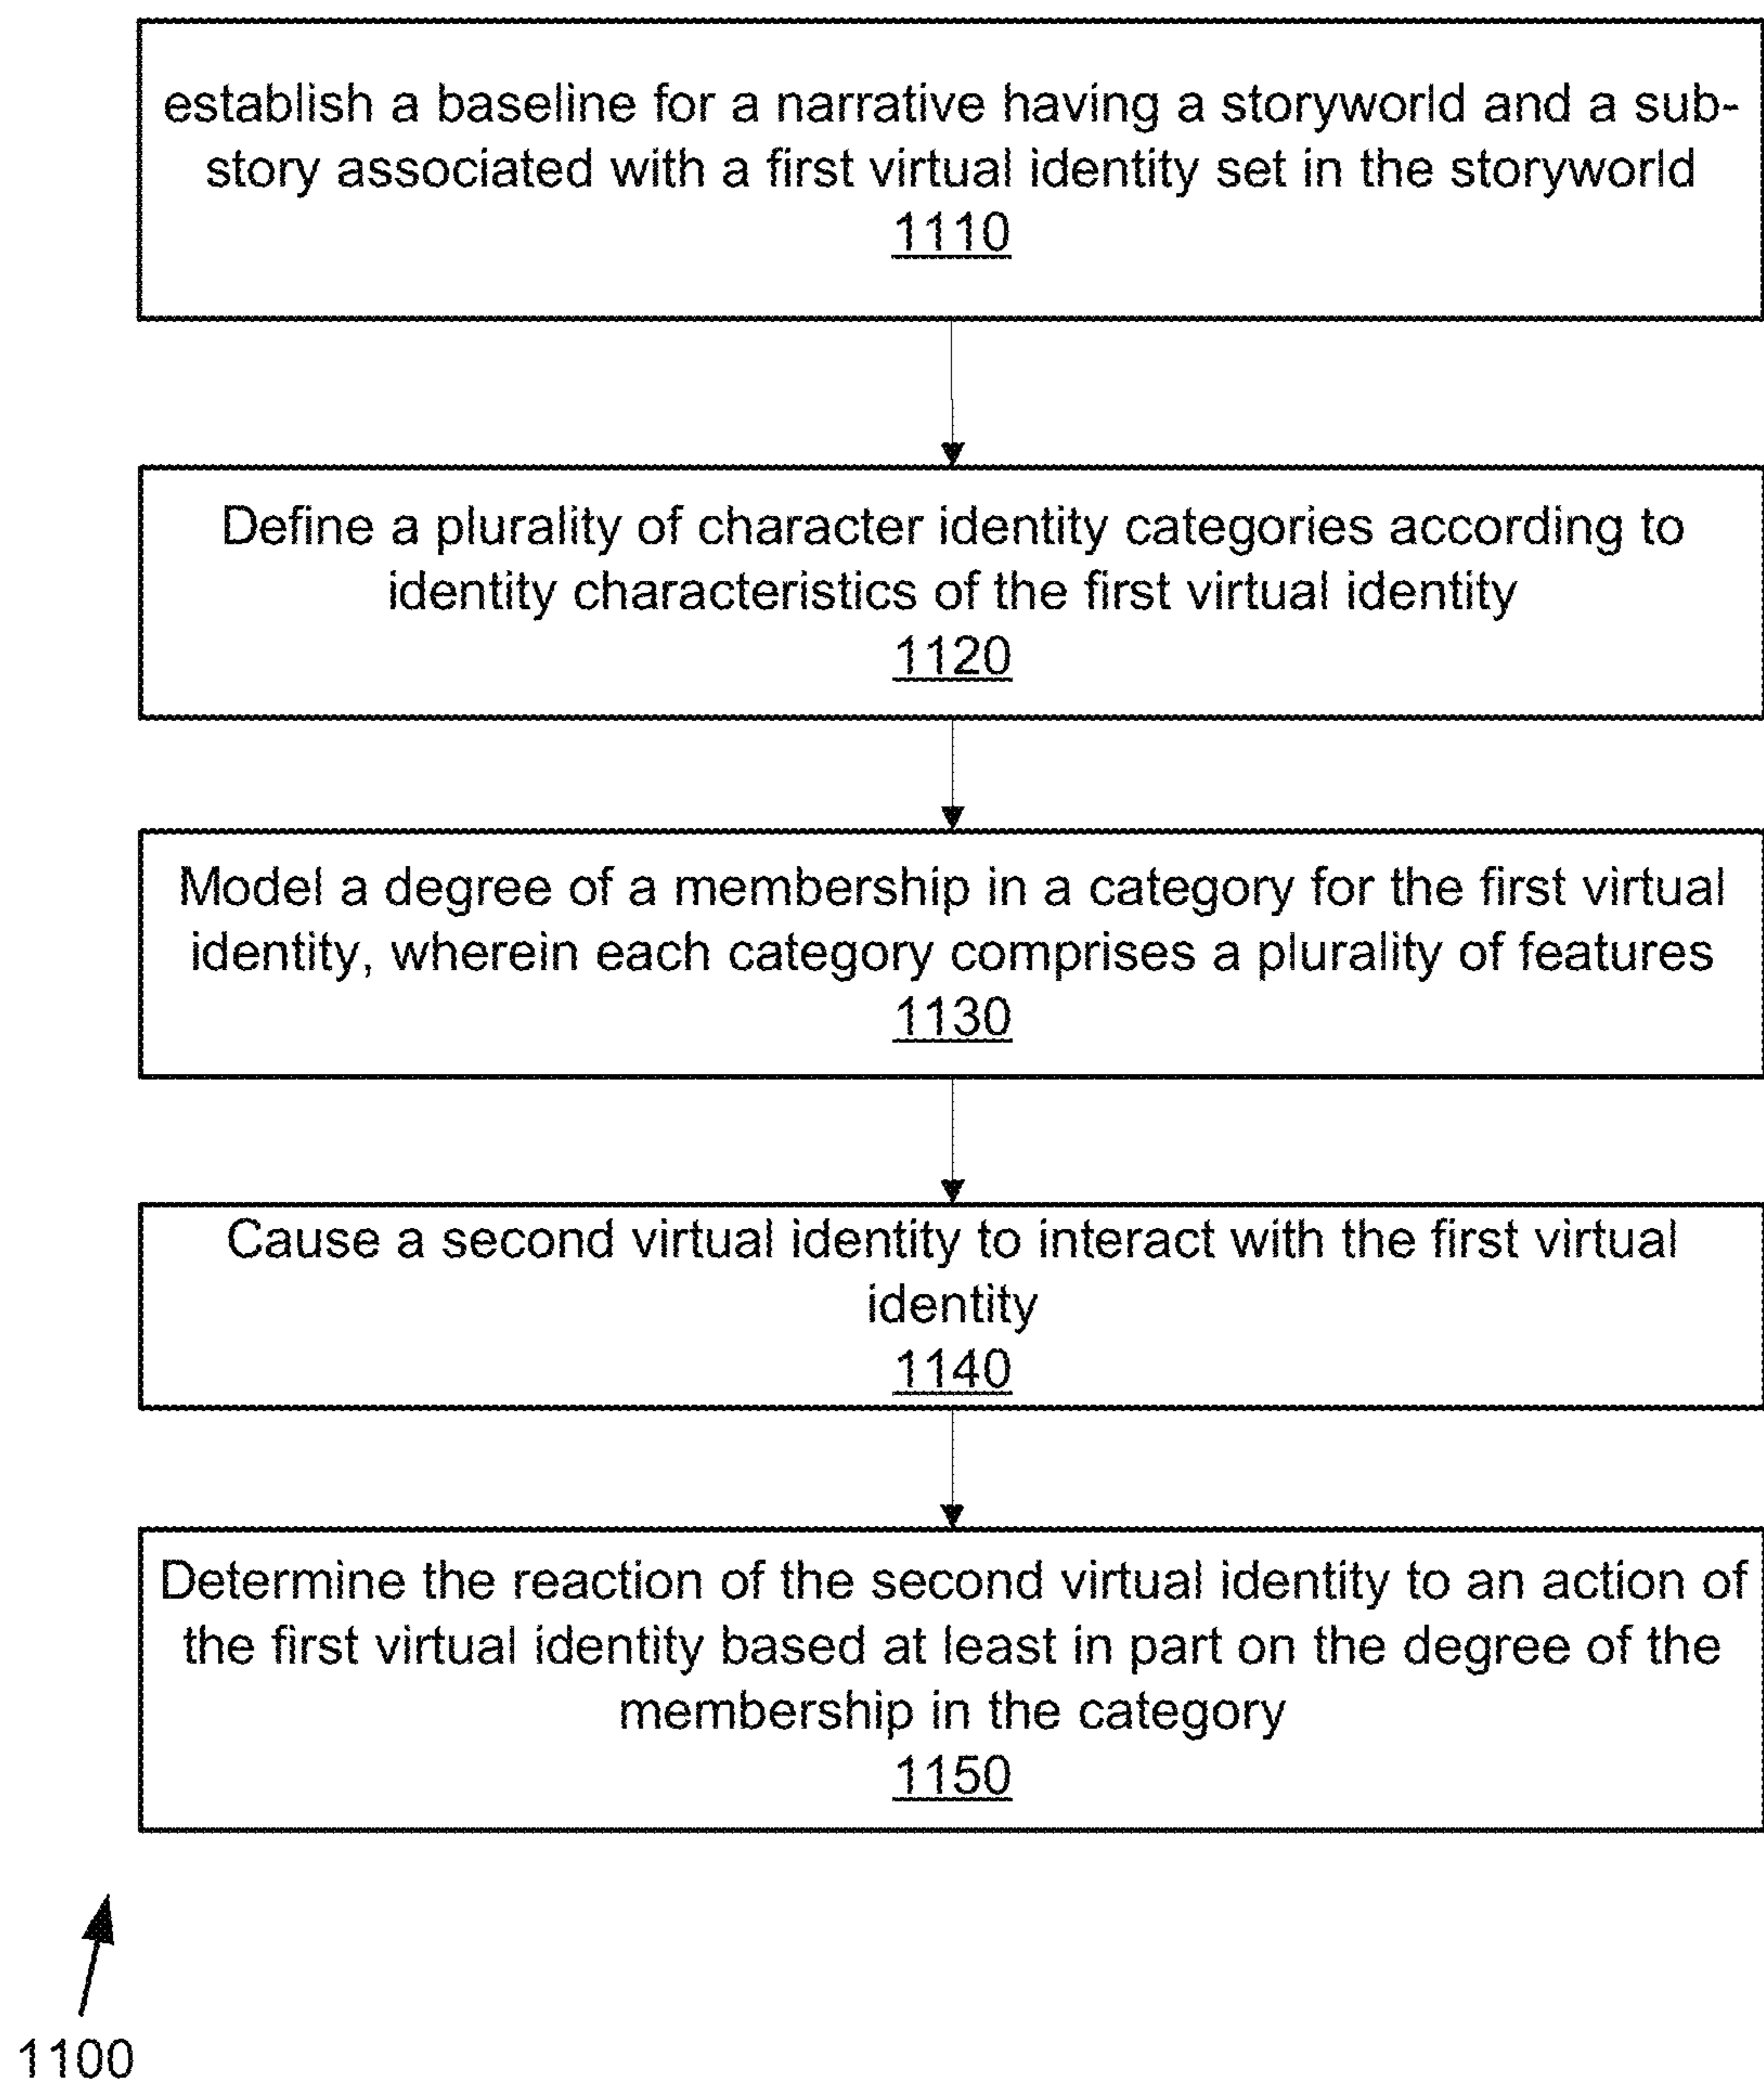 establish a baseline for a narrative having a storyworld and a sub-
story associated with a first virtual identity set in the storyworld
1110
Define a plurality of character identity categories according to
identity characteristics of the first virtual identity
1120
Model a degree of a membership in a category for the first virtual
identity, wherein each category comprises a plurality of features
1130
Cause a second virtual identity to interact with the first virtual
identity
1140
Determine the reaction of the second virtual identity to an action of
the first virtual identity based at least in part on the degree of the
membership in the category
1150
1100